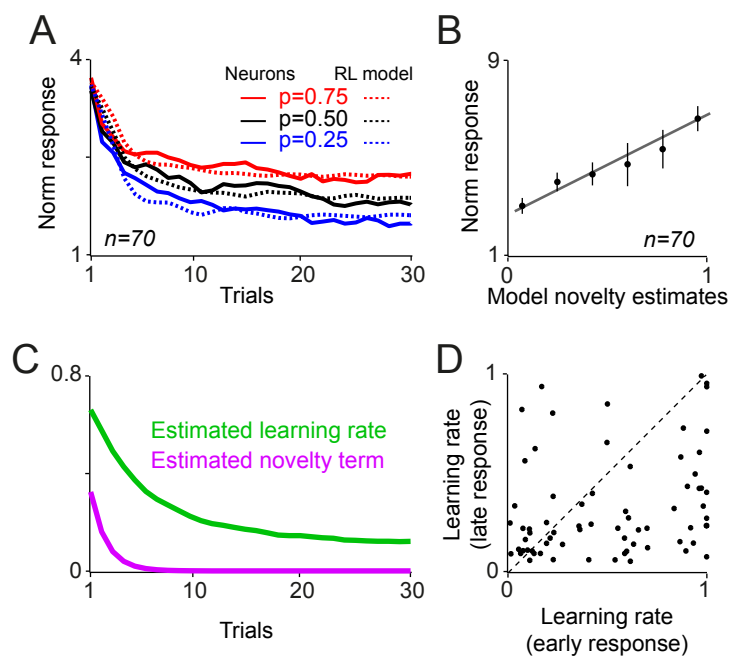 A
4
Norm response
1
Neurons RL model
p=0.75
p=0.50
p=0.25
n=70
1 10 20 30
Trials
B
9
Norm response
1
n=70
0 1
Model novelty estimates
C
0.8
Estimated learning rate
Estimated novelty term
0
1 10 20 30
Trials
D
1
Learning rate
(late response)
0
0 1
Learning rate
(early response)